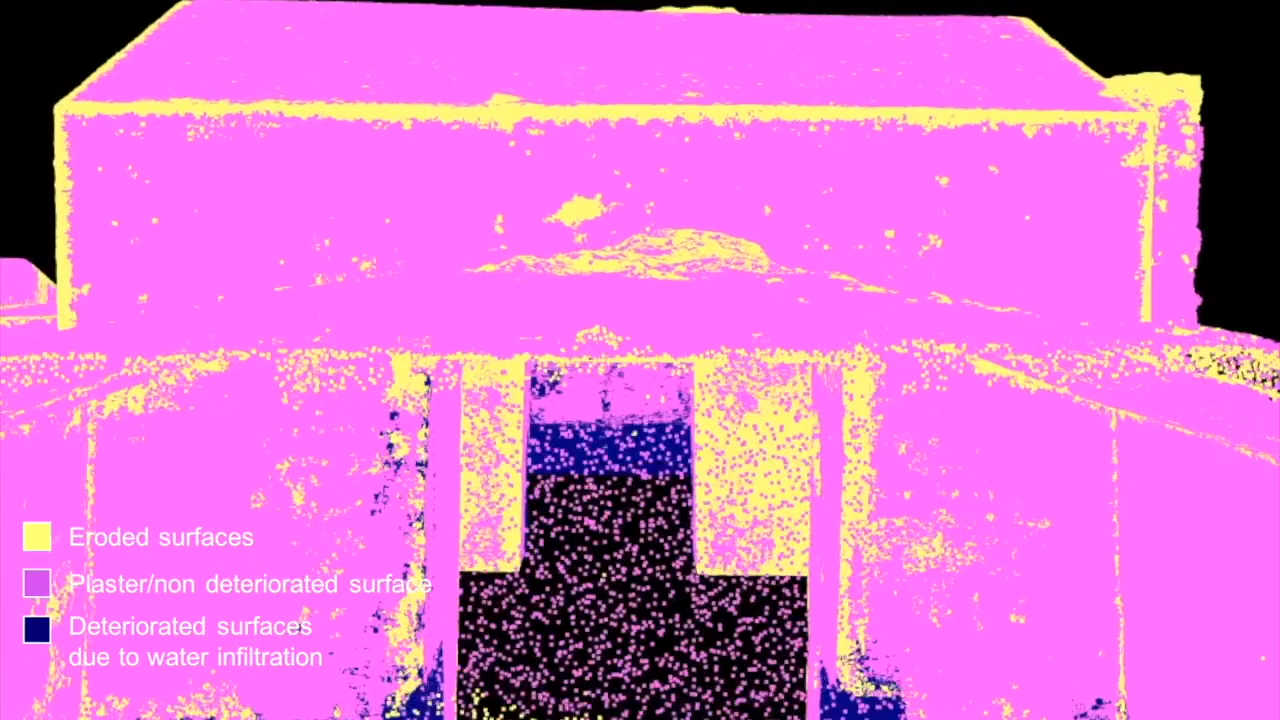 Eroded surfaces
Plaster/non deteriorated surface
Deteriorated surfaces
due to water infiltration